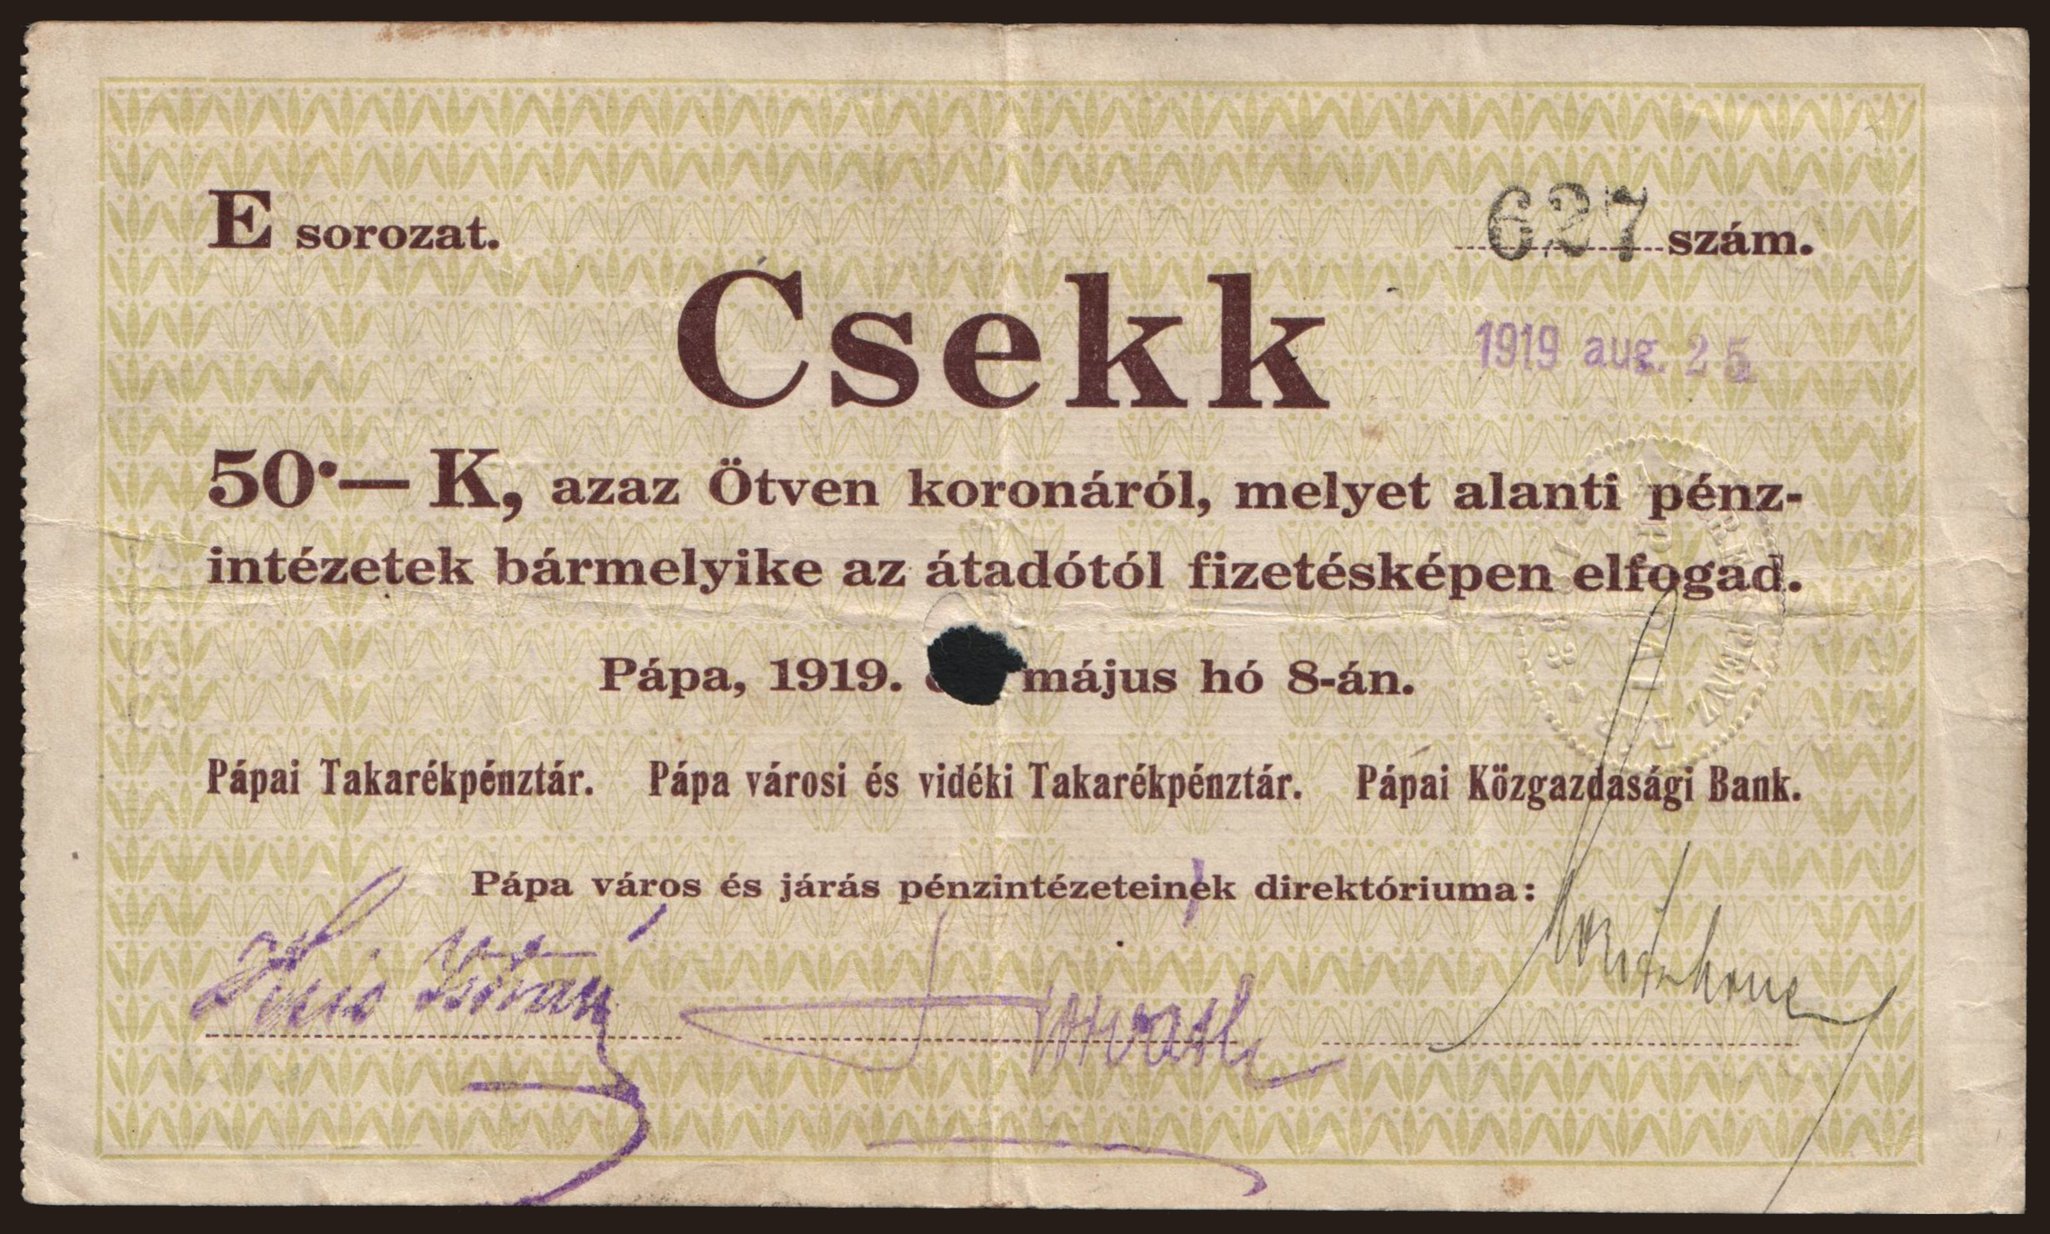 E sorozat.
627 szám.
Csekk
1919 aug. 25
50·— K, azaz Ötven koronáról, melyet alanti pénz-
intézetek bármelyike az átadótól fizetésképen elfogad.
Pápa, 1919. május hó 8-án.
Pápai Takarékpénztár. Pápa városi és vidéki Takarékpénztár. Pápai Közgazdasági Bank.
Pápa város és járás pénzintézeteinek direktóriuma:
István Horváth